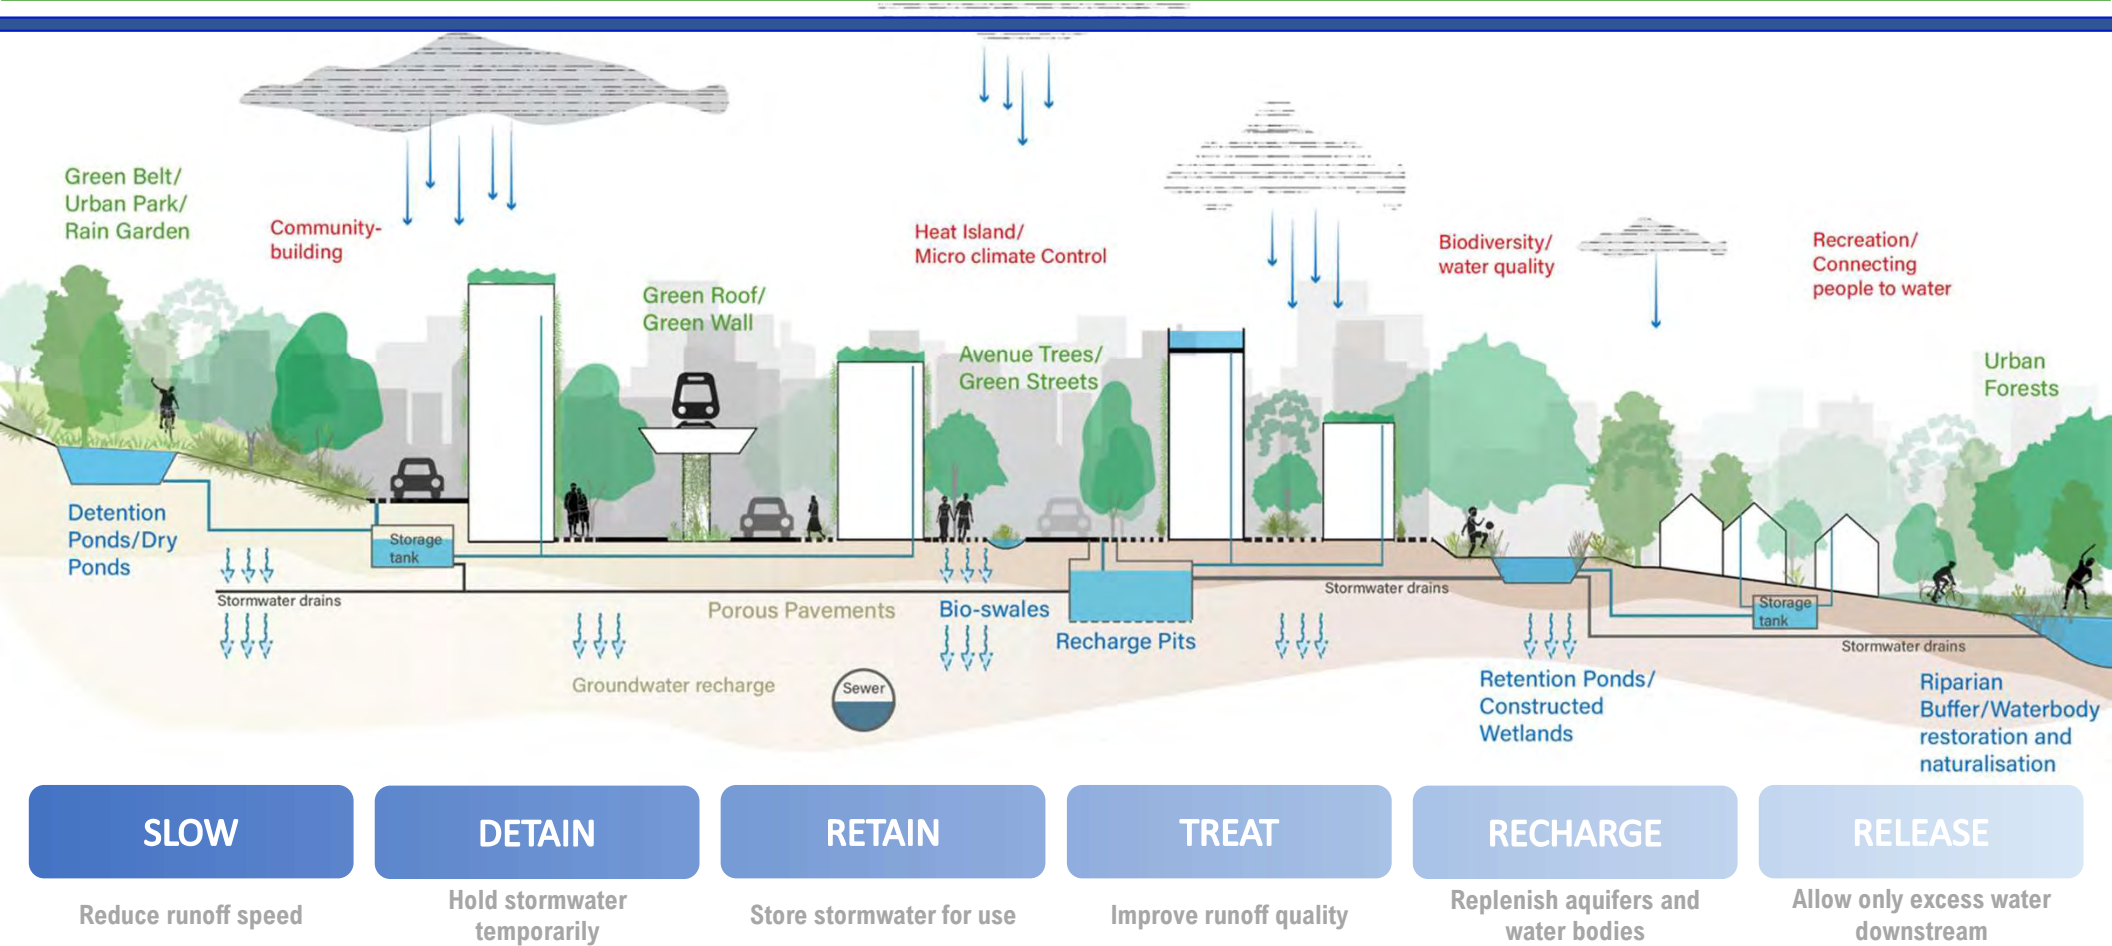 Green Belt/
Urban Park/
Rain Garden
Community-
building
Green Roof/
Green Wall
Heat Island/
Micro climate Control
Avenue Trees/
Green Streets
Biodiversity/
water quality
Recreation/
Connecting
people to water
Urban
Forests
Detention
Ponds/Dry
Ponds
Storage
tank
Stormwater drains
Porous Pavements
Bio-swales
Recharge Pits
Groundwater recharge
Sewer
Stormwater drains
Retention Ponds/
Constructed
Wetlands
Storage
tank
Stormwater drains
Riparian
Buffer/Waterbody
restoration and
naturalisation
SLOW
Reduce runoff speed
DETAIN
Hold stormwater
temporarily
RETAIN
Store stormwater for use
TREAT
Improve runoff quality
RECHARGE
Replenish aquifers and
water bodies
RELEASE
Allow only excess water
downstream